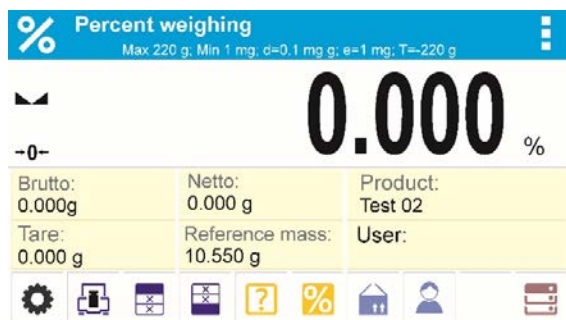 % Percent weighing
Max 220 g; Min 1 mg; d=0.1 mg g; e=1 mg; T=-220 g
0.000 %
→0←
Brutto: Netto: Product:
0.000g 0.000 g Test 02
Tare: Reference mass: User:
0.000 g 10.550 g
? %